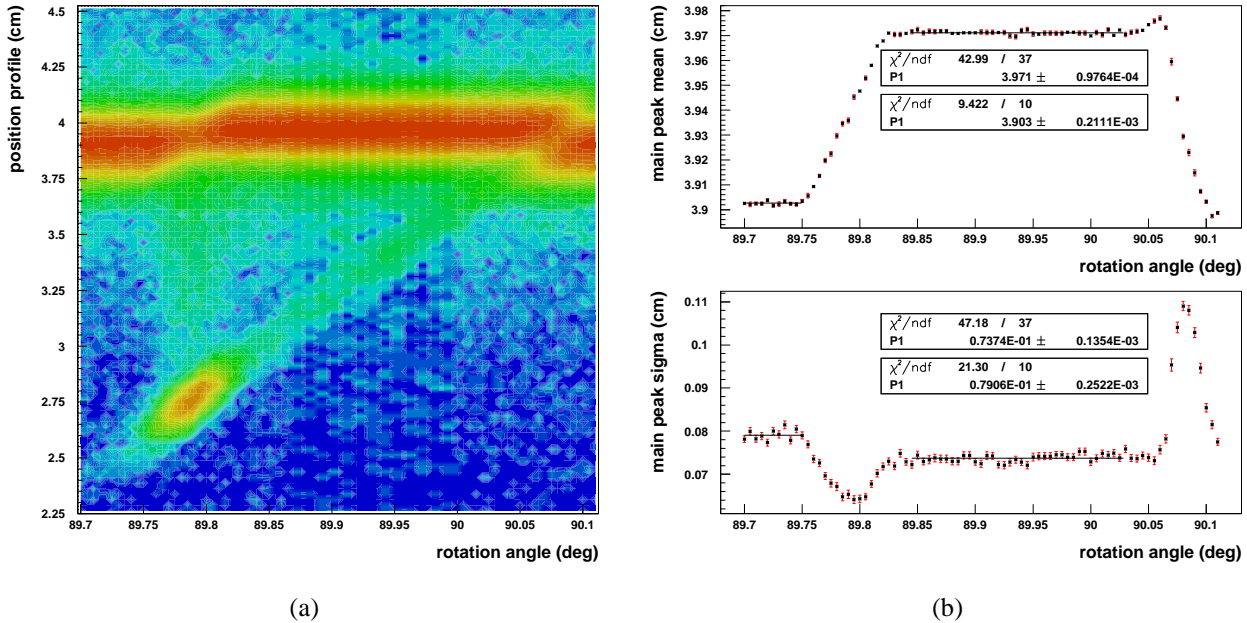 position profile (cm)
4.5
4.25
4
3.75
3.5
3.25
3
2.75
2.5
2.25
89.7 89.75 89.8 89.85 89.9 89.95 90 90.05 90.1
rotation angle (deg)
(a)
main peak mean (cm)
3.98
3.97
3.96
3.95
3.94
3.93
3.92
3.91
3.9
χ²/ndf 42.99 / 37
P1 3.971 ± 0.9764E-04
χ²/ndf 9.422 / 10
P1 3.903 ± 0.2111E-03
89.7 89.75 89.8 89.85 89.9 89.95 90 90.05 90.1
rotation angle (deg)
main peak sigma (cm)
0.11
0.1
0.09
0.08
0.07
χ²/ndf 47.18 / 37
P1 0.7374E-01 ± 0.1354E-03
χ²/ndf 21.30 / 10
P1 0.7906E-01 ± 0.2522E-03
89.7 89.75 89.8 89.85 89.9 89.95 90 90.05 90.1
rotation angle (deg)
(b)